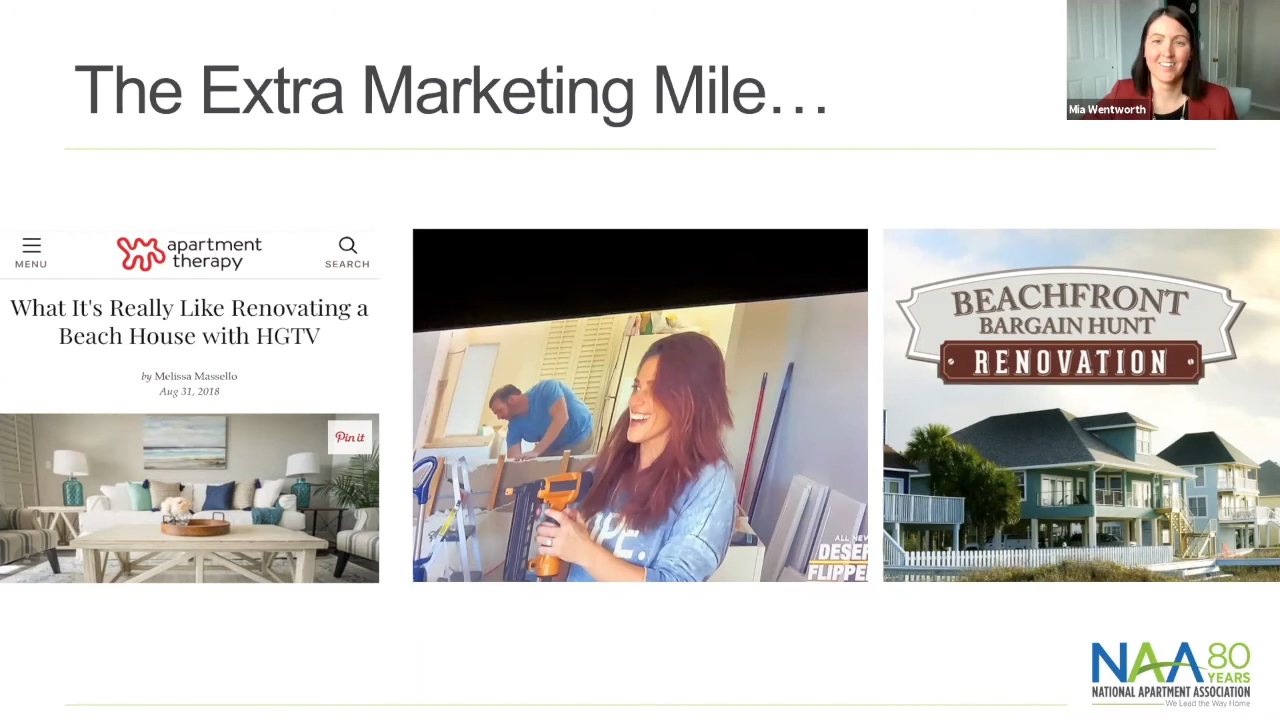 The Extra Marketing Mile…
Mia Wentworth
MENU
apartment
therapy
SEARCH
What It's Really Like Renovating a
Beach House with HGTV
by Melissa Massello
Aug 31, 2018
Pin it
OPE.
ALL NEW
DESER
FLIPPE
BEACHFRONT
BARGAIN HUNT
RENOVATION
NAA 80
YEARS
NATIONAL APARTMENT ASSOCIATION
We Lead the Way Home